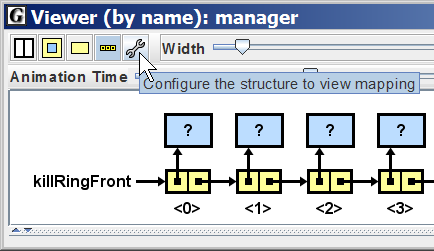 G Viewer (by name): manager
Width
Animation Time
Configure the structure to view mapping
? ? ? ?
killRingFront
<0> <1> <2> <3>